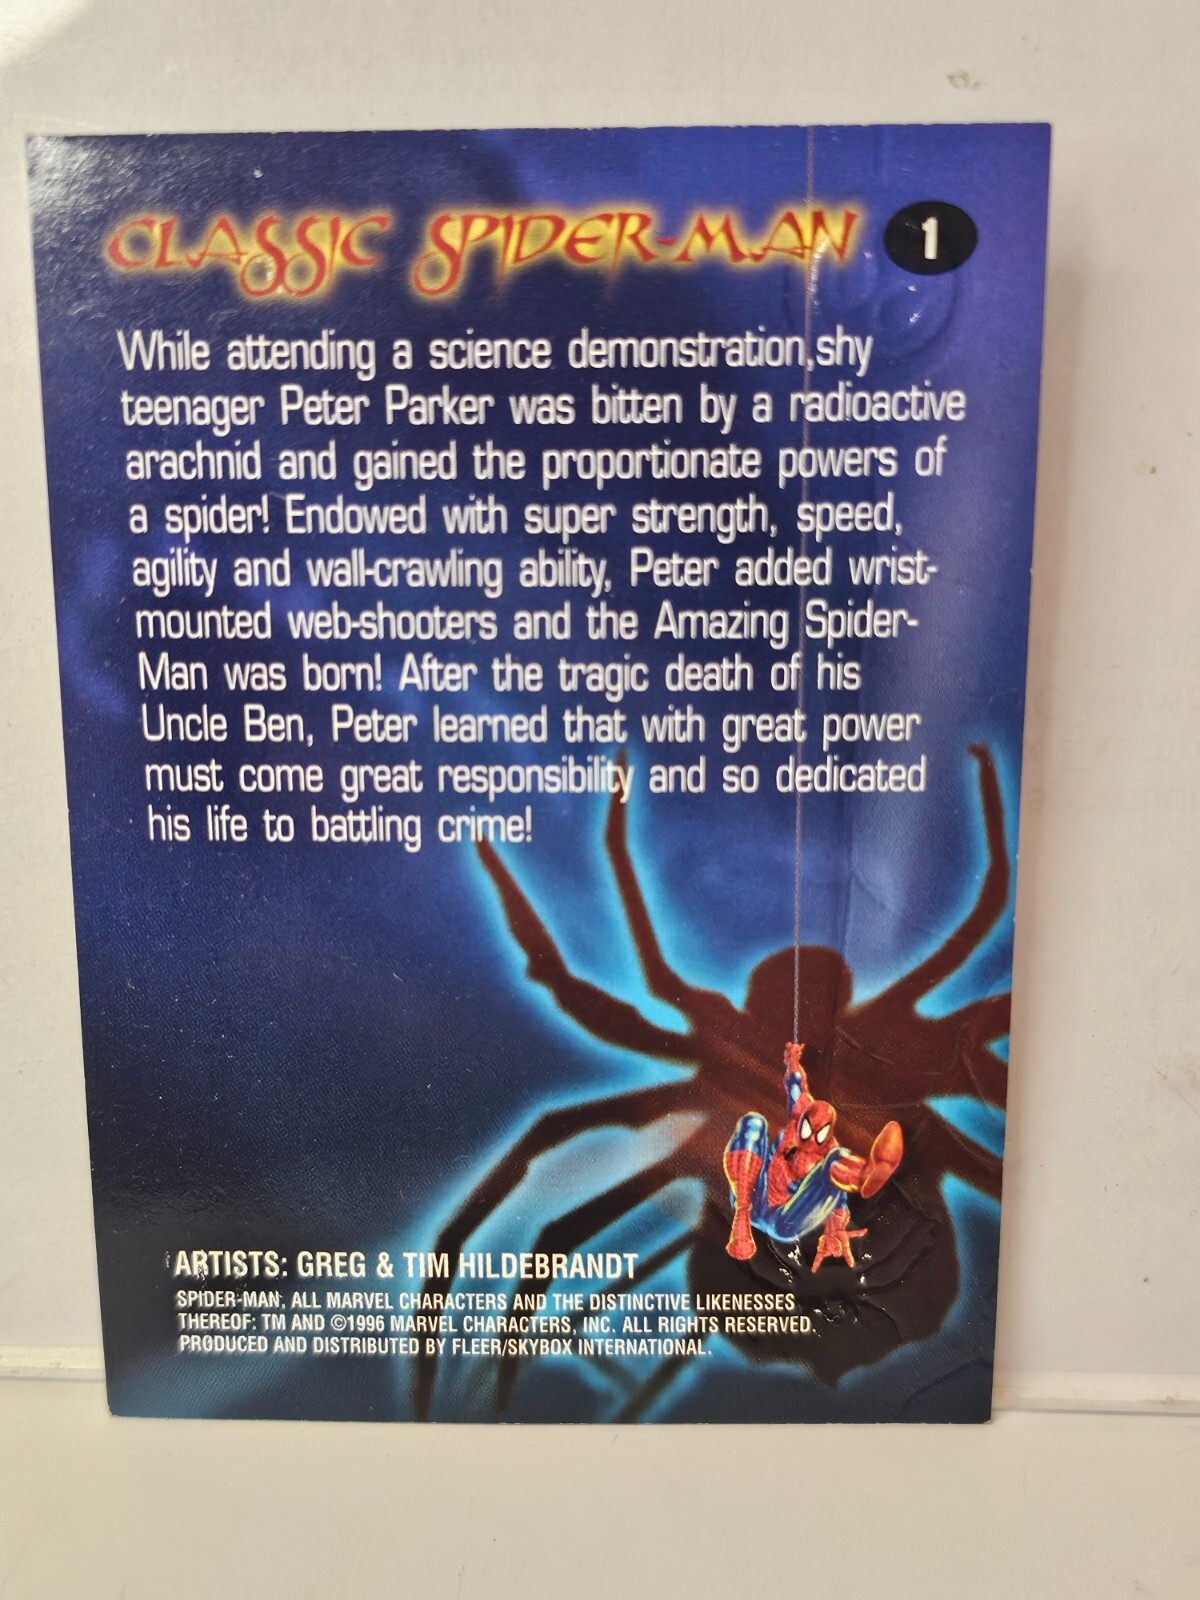 CLASSIC SPIDER-MAN 1
While attending a science demonstration,shy
teenager Peter Parker was bitten by a radioactive
arachnid and gained the proportionate powers of
a spider! Endowed with super strength, speed,
agility and wall-crawling ability, Peter added wrist-
mounted web-shooters and the Amazing Spider-
Man was born! After the tragic death of his
Uncle Ben, Peter learned that with great power
must come great responsibility and so dedicated
his life to battling crime!
ARTISTS: GREG & TIM HILDEBRANDT
SPIDER-MAN, ALL MARVEL CHARACTERS AND THE DISTINCTIVE LIKENESSES
THEREOF: TM AND ©1996 MARVEL CHARACTERS, INC. ALL RIGHTS RESERVED.
PRODUCED AND DISTRIBUTED BY FLEER/SKYBOX INTERNATIONAL.